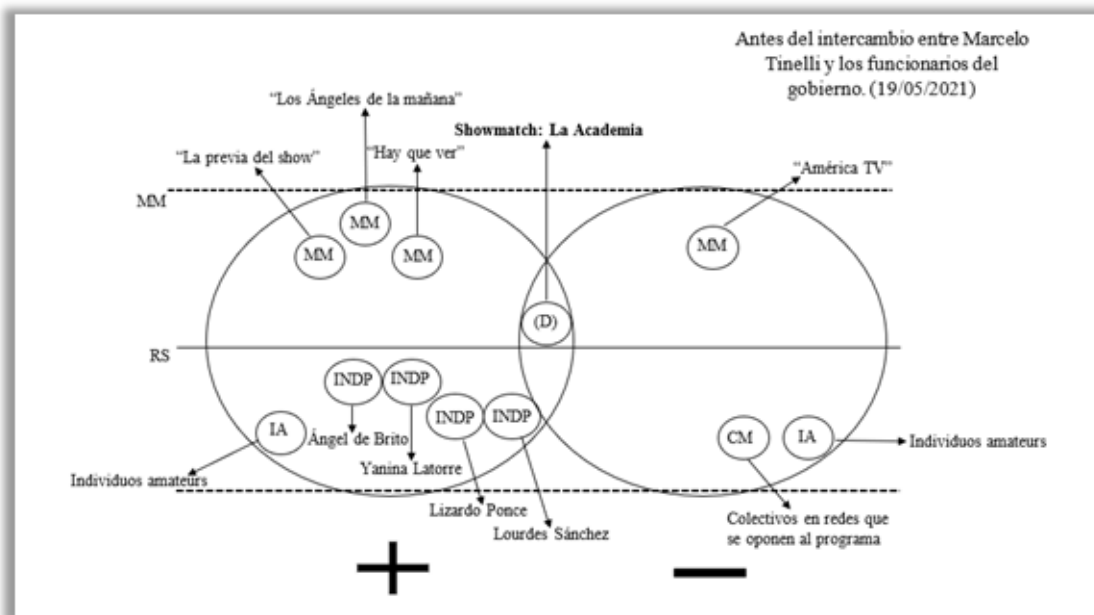 Antes del intercambio entre Marcelo
Tinelli y los funcionarios del
gobierno. (19/05/2021)
“Los Ángeles de la mañana”
Showmatch: La Academia
“La previa del show”
“Hay que ver”
“América TV”
MM
MM
MM
MM
MM
(D)
RS
INDP
INDP
INDP
INDP
IA
CM
IA
Individuos amateurs
Ángel de Brito
Yanina Latorre
Individuos amateurs
Lizardo Ponce
Lourdes Sánchez
Colectivos en redes que
se oponen al programa
+
−